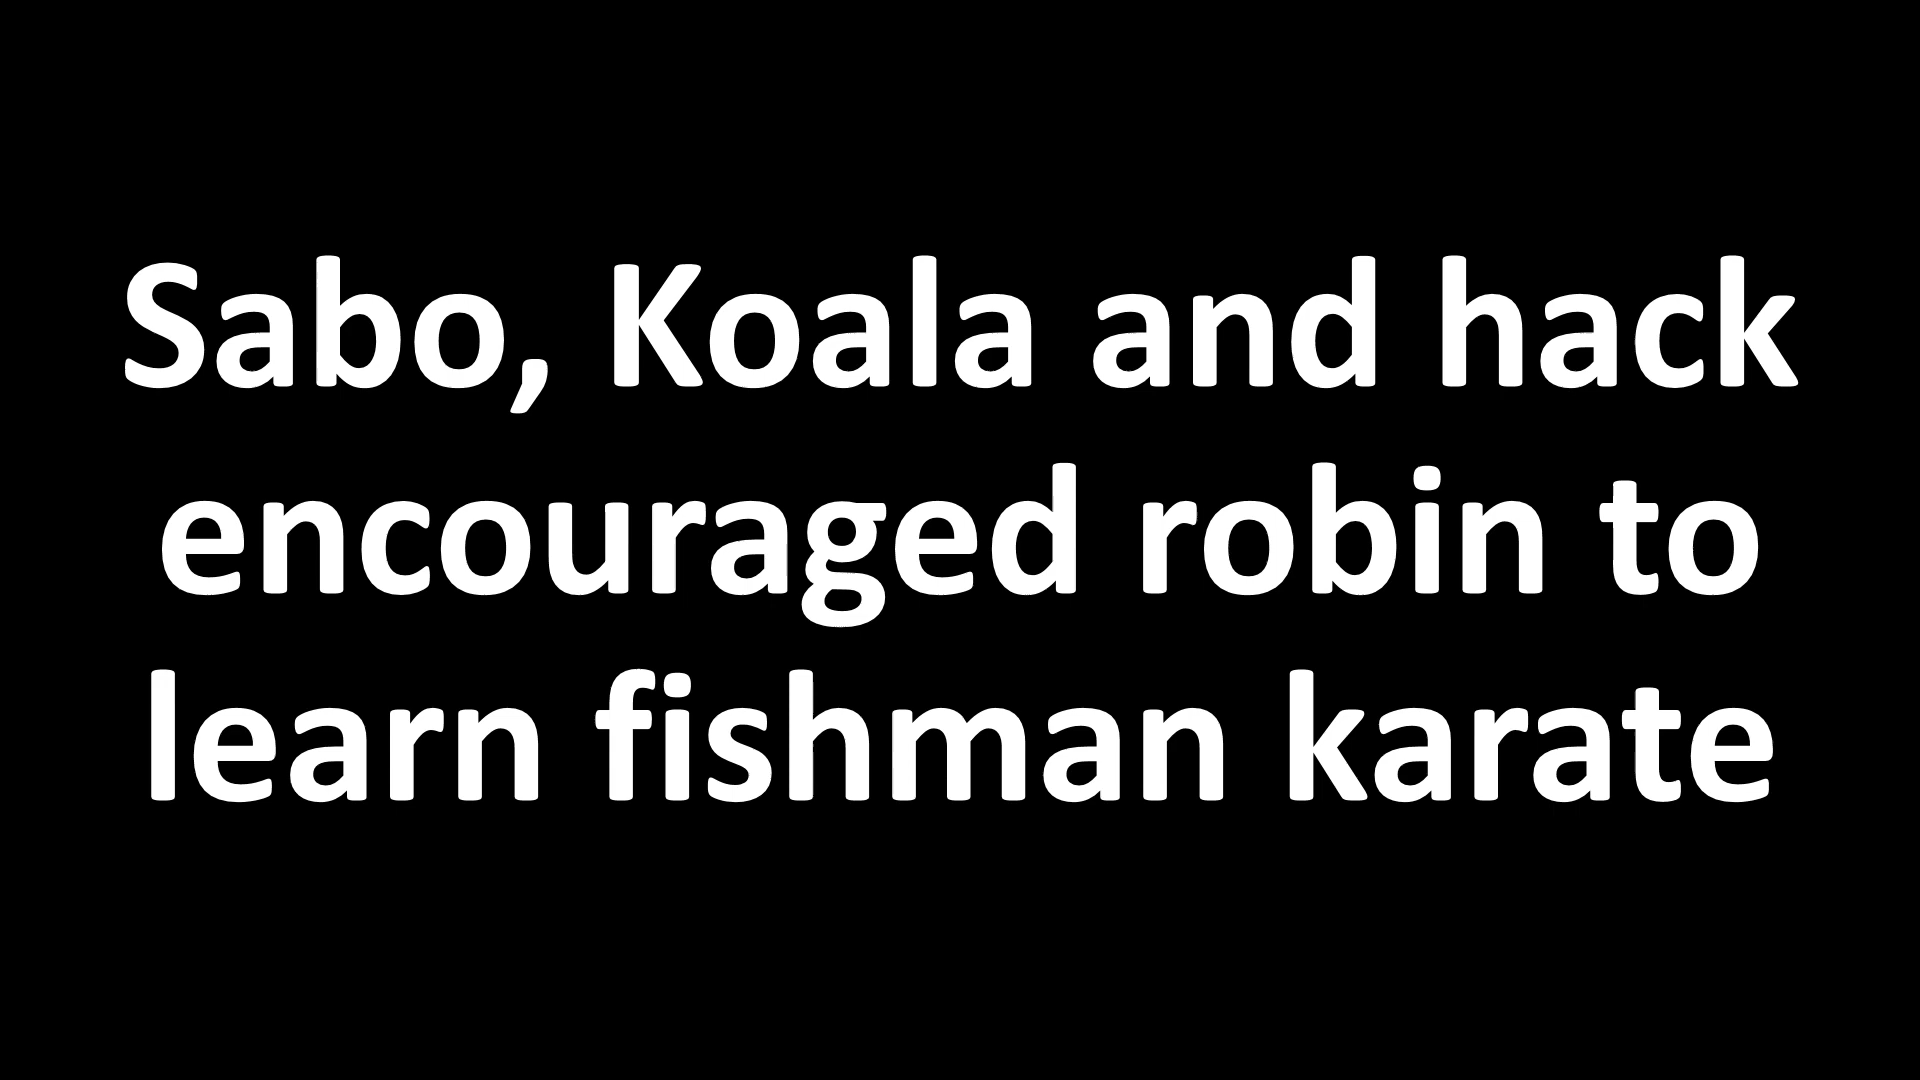 Sabo, Koala and hack
encouraged robin to
learn fishman karate